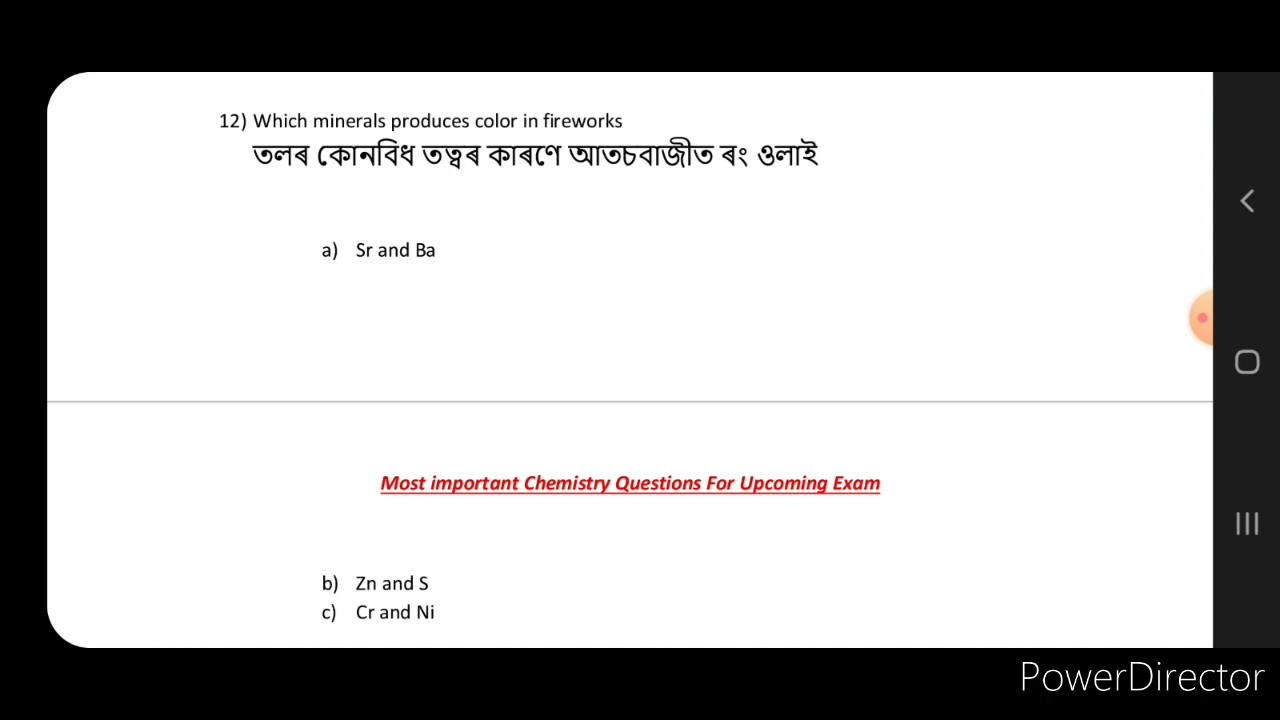 12) Which minerals produces color in fireworks
তলৰ কোনবিধ তত্বৰ কাৰণে আতচবাজীত ৰং ওলাই
a) Sr and Ba
Most important Chemistry Questions For Upcoming Exam
b) Zn and S
c) Cr and Ni
PowerDirector